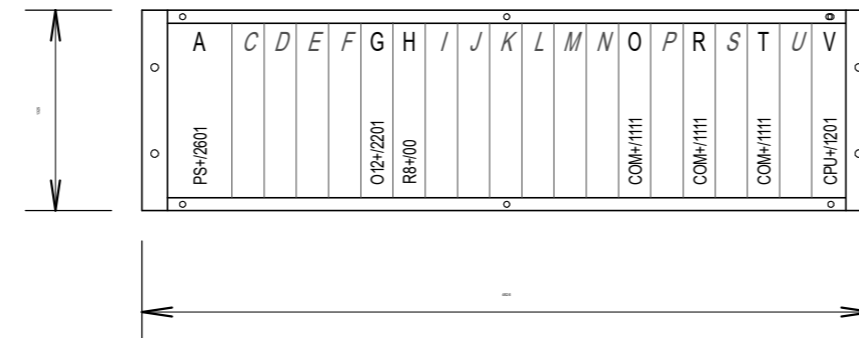 A C D E F G H I J K L M N O P R S T U V
PS+/2601
O12+/2201
R8+/00
COM+/1111
COM+/1111
COM+/1111
CPU+/1201